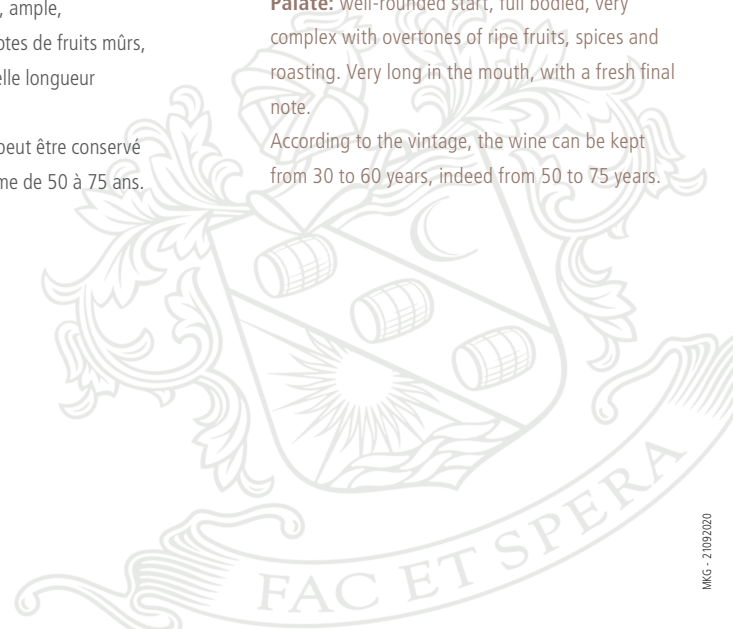 , ample,
otes de fruits mûrs,
elle longueur
peut être conservé
me de 50 à 75 ans.
Palate: well-rounded start, full bodied, very
complex with overtones of ripe fruits, spices and
roasting. Very long in the mouth, with a fresh final
note.
According to the vintage, the wine can be kept
from 30 to 60 years, indeed from 50 to 75 years.
FAC ET SPERA
MKG - 21092020